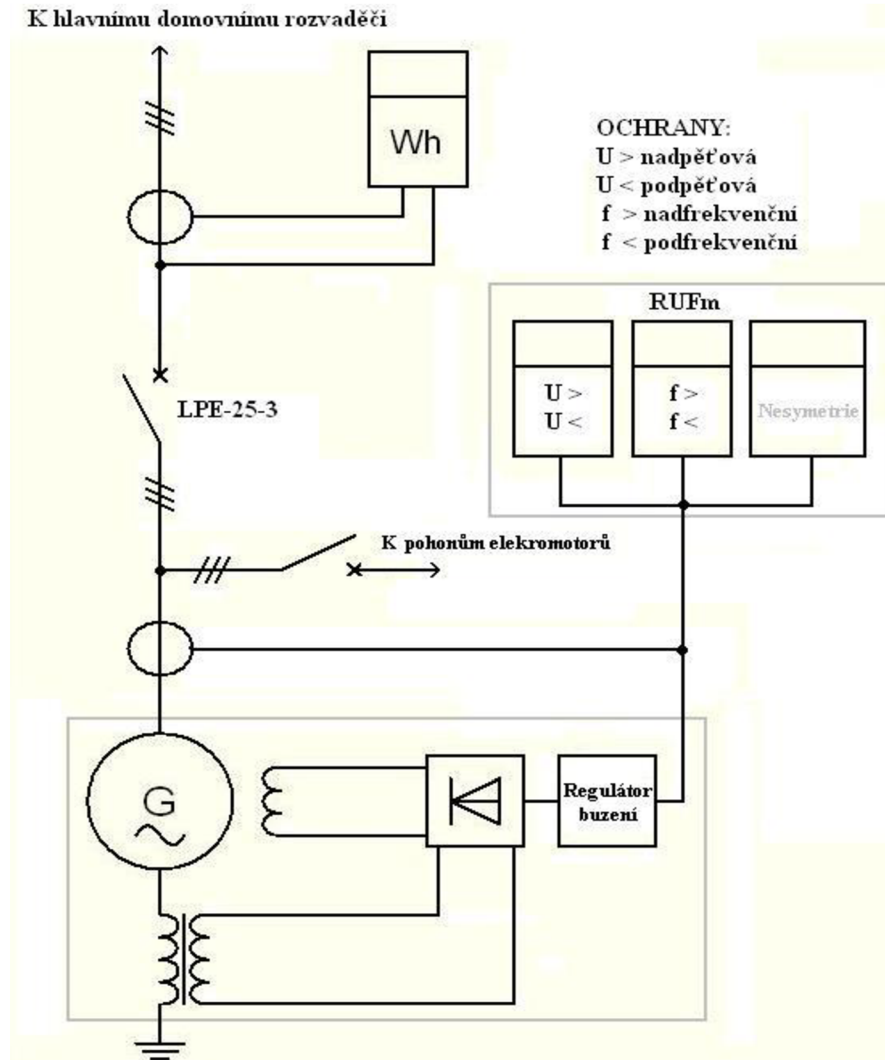 K hlavnímu domovnímu rozvaděči
Wh
OCHRANY:
U > nadpěťová
U < podpěťová
f > nadfrekvenční
f < podfrekvenční
RUFm
U >
U <
f >
f <
Nesymetrie
LPE-25-3
K pohonům elekromotorů
G
Regulátor
buzení